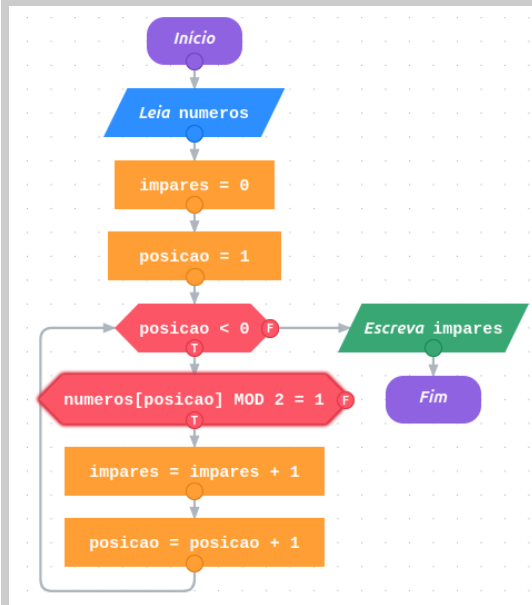 Início
Leia numeros
impares = 0
posicao = 1
posicao < 0
F
T
Escreva impares
Fim
numeros[posicao] MOD 2 = 1
F
T
impares = impares + 1
posicao = posicao + 1